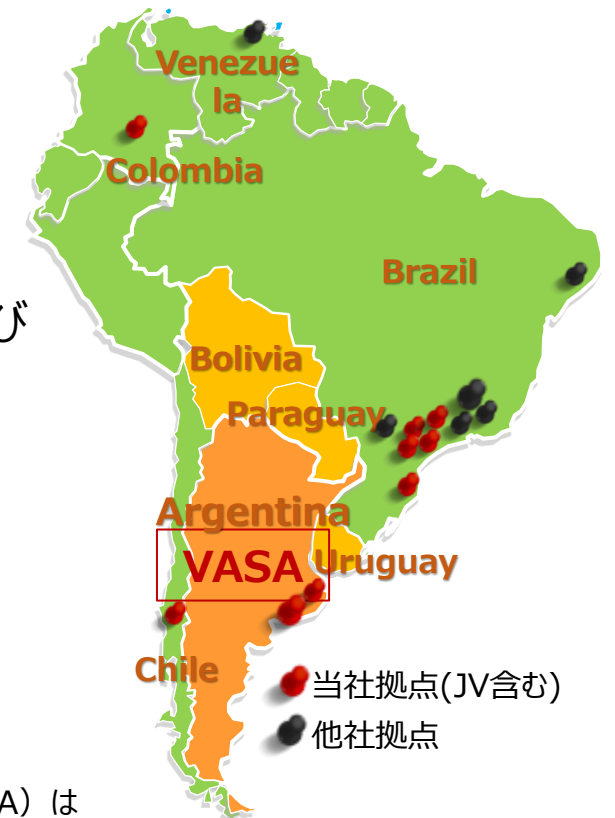 Venezue
la
Colombia
Brazil
び
Bolivia
Paraguay
Argentina
VASA
Uruguay
Chile
当社拠点(JV含む)
他社拠点
A）は